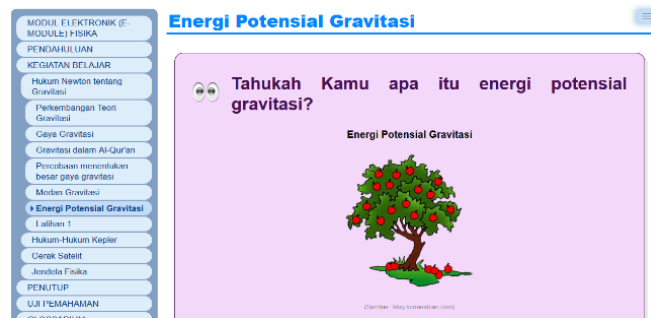 MODUL ELEKTRONIK (E-
MODULE) FISIKA
PENDAHULUAN
KEGIATAN BELAJAR
Hukum Newton tentang
Gravitasi
Perkembangan Teori
Gravitasi
Gaya Gravitasi
Gravitasi dalam Al-Qur'an
Percobaan menentukan
besar gaya gravitasi
Medan Gravitasi
Energi Potensial Gravitasi
Latihan 1
Hukum-Hukum Kepler
Gerak Satelit
Jendela Fisika
PENUTUP
UJI PEMAHAMAN
Energi Potensial Gravitasi
Tahukah Kamu apa itu energi potensial
gravitasi?
Energi Potensial Gravitasi